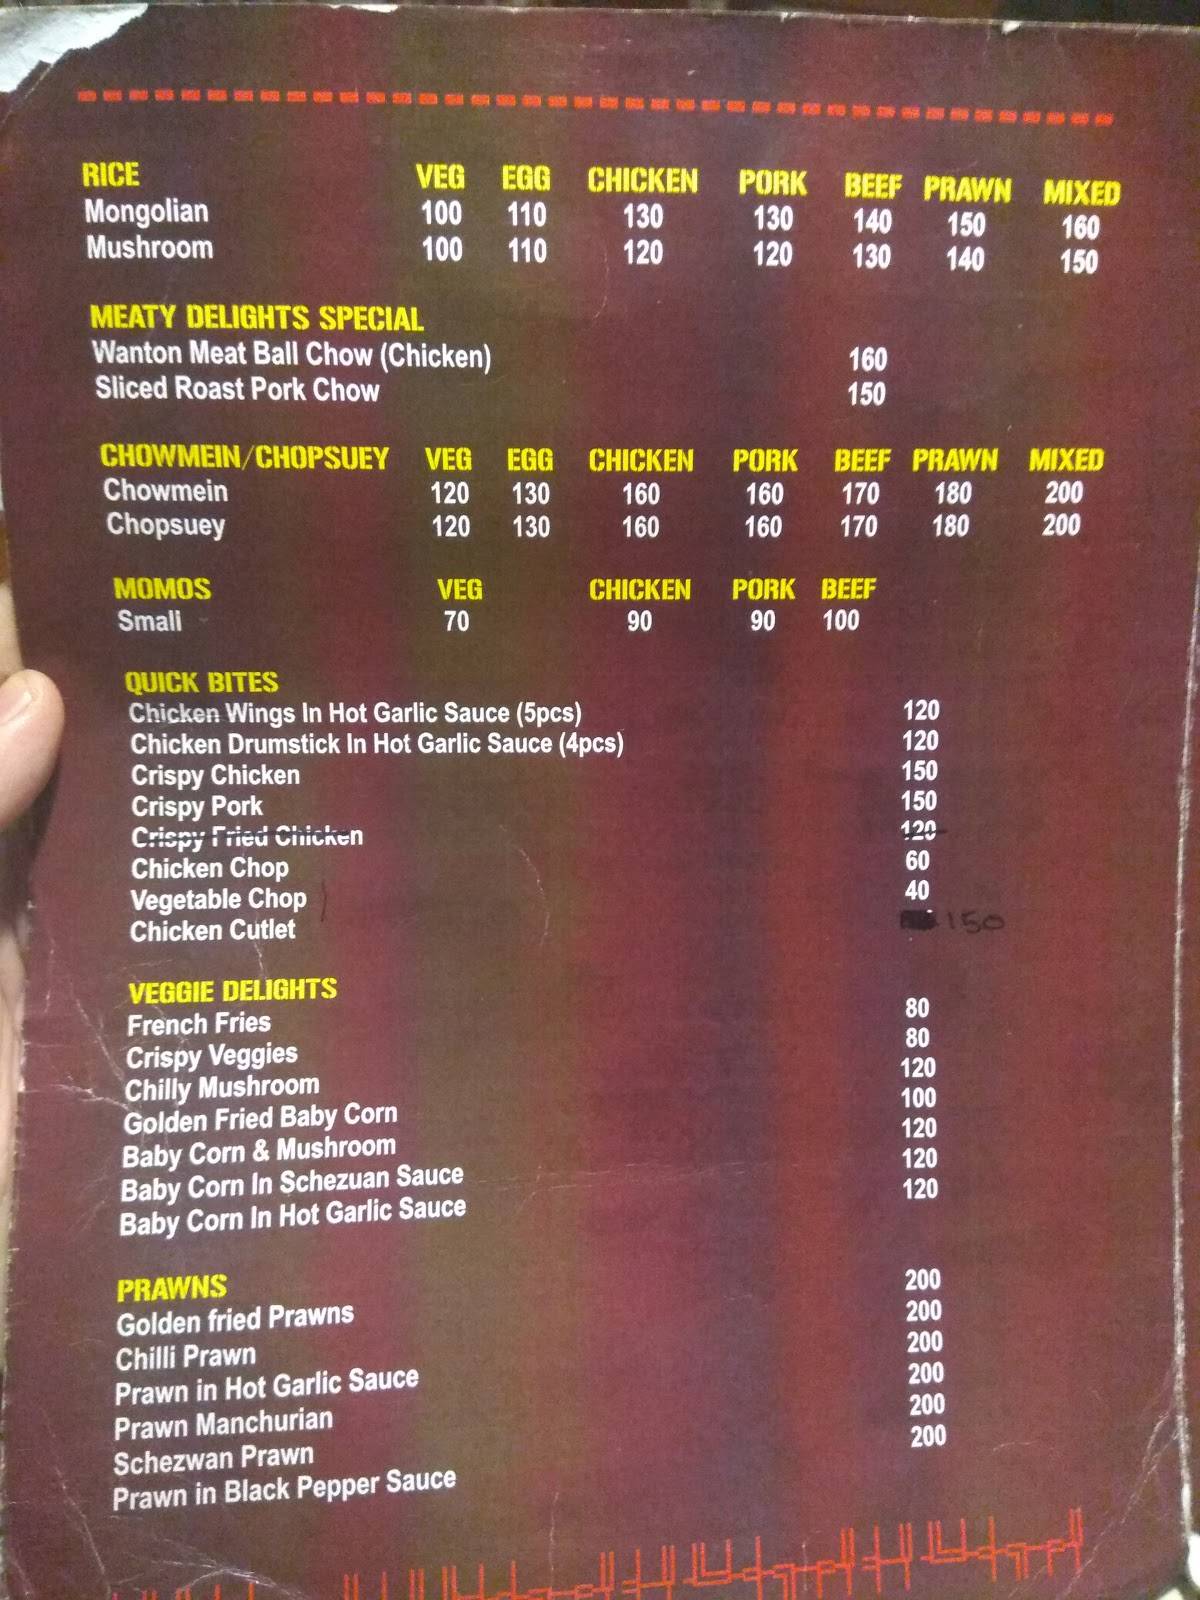 RICE VEG EGG CHICKEN PORK BEEF PRAWN MIXED
Mongolian 100 110 130 130 140 150 160
Mushroom 100 110 120 120 130 140 150
MEATY DELIGHTS SPECIAL
Wanton Meat Ball Chow (Chicken) 160
Sliced Roast Pork Chow 150
CHOWMEIN/CHOPSUEY VEG EGG CHICKEN PORK BEEF PRAWN MIXED
Chowmein 120 130 160 160 170 180 200
Chopsuey 120 130 160 160 170 180 200
MOMOS VEG CHICKEN PORK BEEF
Small 70 90 90 100
QUICK BITES
Chicken Wings In Hot Garlic Sauce (5pcs) 120
Chicken Drumstick In Hot Garlic Sauce (4pcs) 120
Crispy Chicken 150
Crispy Pork 150
Crispy Fried Chicken 120
Chicken Chop 60
Vegetable Chop 40
Chicken Cutlet 150
VEGGIE DELIGHTS
French Fries 80
Crispy Veggies 80
Chilly Mushroom 120
Golden Fried Baby Corn 100
Baby Corn & Mushroom 120
Baby Corn In Schezuan Sauce 120
Baby Corn In Hot Garlic Sauce 120
PRAWNS
Golden fried Prawns 200
Chilli Prawn 200
Prawn in Hot Garlic Sauce 200
Prawn Manchurian 200
Schezwan Prawn 200
Prawn in Black Pepper Sauce 200